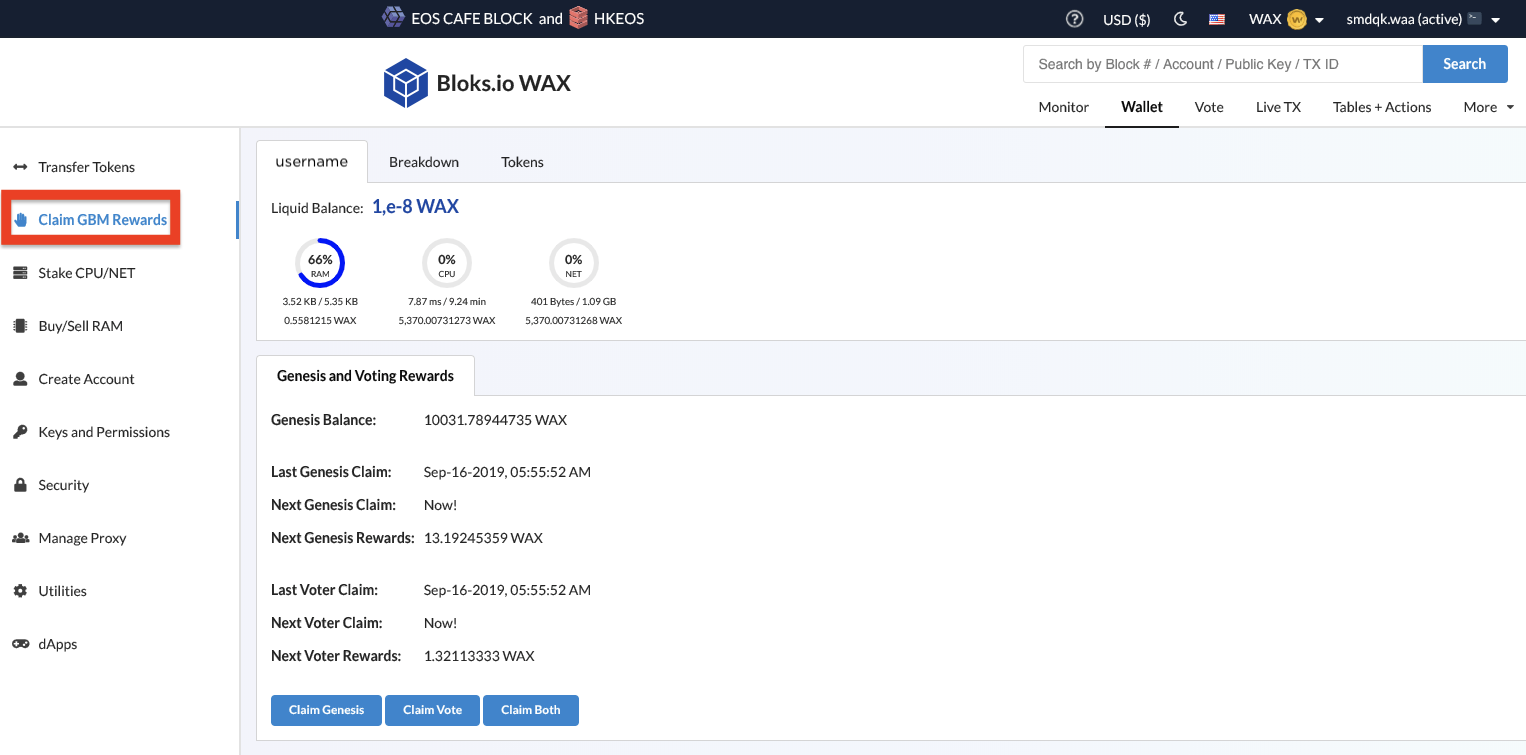 EOS CAFE BLOCK and HKEOS
USD ($)
WAX
smdqk.waa (active)
Bloks.io WAX
Search by Block # / Account / Public Key / TX ID
Search
Monitor Wallet Vote Live TX Tables + Actions More
Transfer Tokens
Claim GBM Rewards
Stake CPU/NET
Buy/Sell RAM
Create Account
Keys and Permissions
Security
Manage Proxy
Utilities
dApps
username Breakdown Tokens
Liquid Balance: 1,e-8 WAX
66% 0% 0%
RAM CPU NET
3.52 KB / 5.35 KB 7.87 ms / 9.24 min 401 Bytes / 1.09 GB
0.5581215 WAX 5,370.00731273 WAX 5,370.00731268 WAX
Genesis and Voting Rewards
Genesis Balance: 10031.78944735 WAX
Last Genesis Claim: Sep-16-2019, 05:55:52 AM
Next Genesis Claim: Now!
Next Genesis Rewards: 13.19245359 WAX
Last Voter Claim: Sep-16-2019, 05:55:52 AM
Next Voter Claim: Now!
Next Voter Rewards: 1.32113333 WAX
Claim Genesis Claim Vote Claim Both